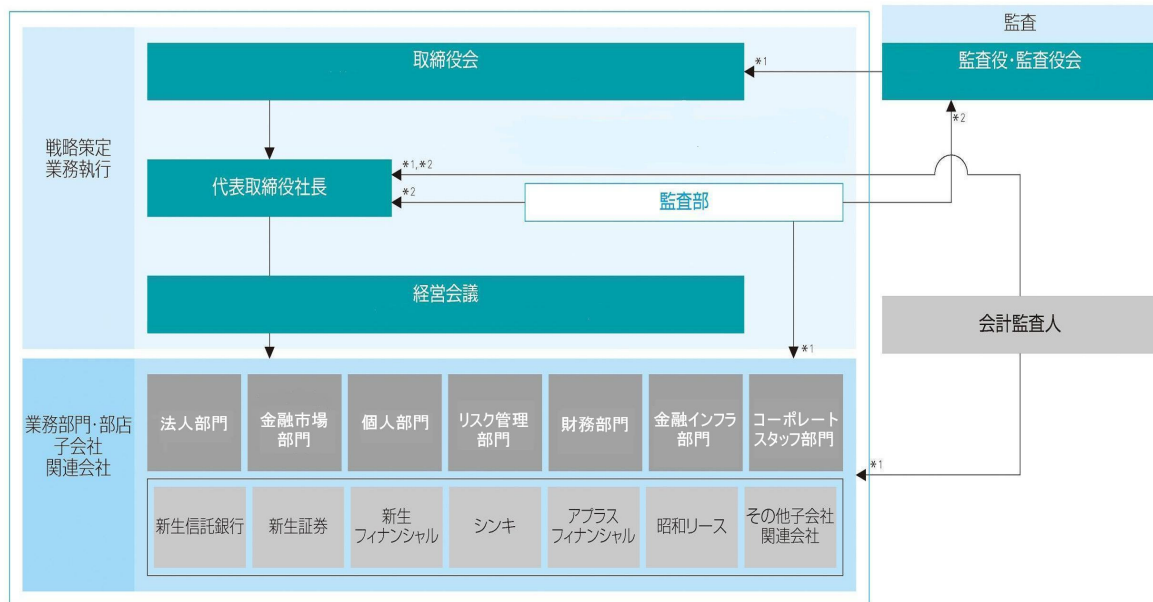 監査
取締役会
*1
監査役・監査役会
*2
戦略策定
業務執行
*1,*2
代表取締役社長
*2
監査部
経営会議
会計監査人
*1
業務部門・部店
子会社
関連会社
法人部門
金融市場
部門
個人部門
リスク管理
部門
財務部門
金融インフラ
部門
コーポレート
スタッフ部門
*1
新生信託銀行
新生証券
新生
フィナンシャル
シンキ
アプラス
フィナンシャル
昭和リース
その他子会社
関連会社